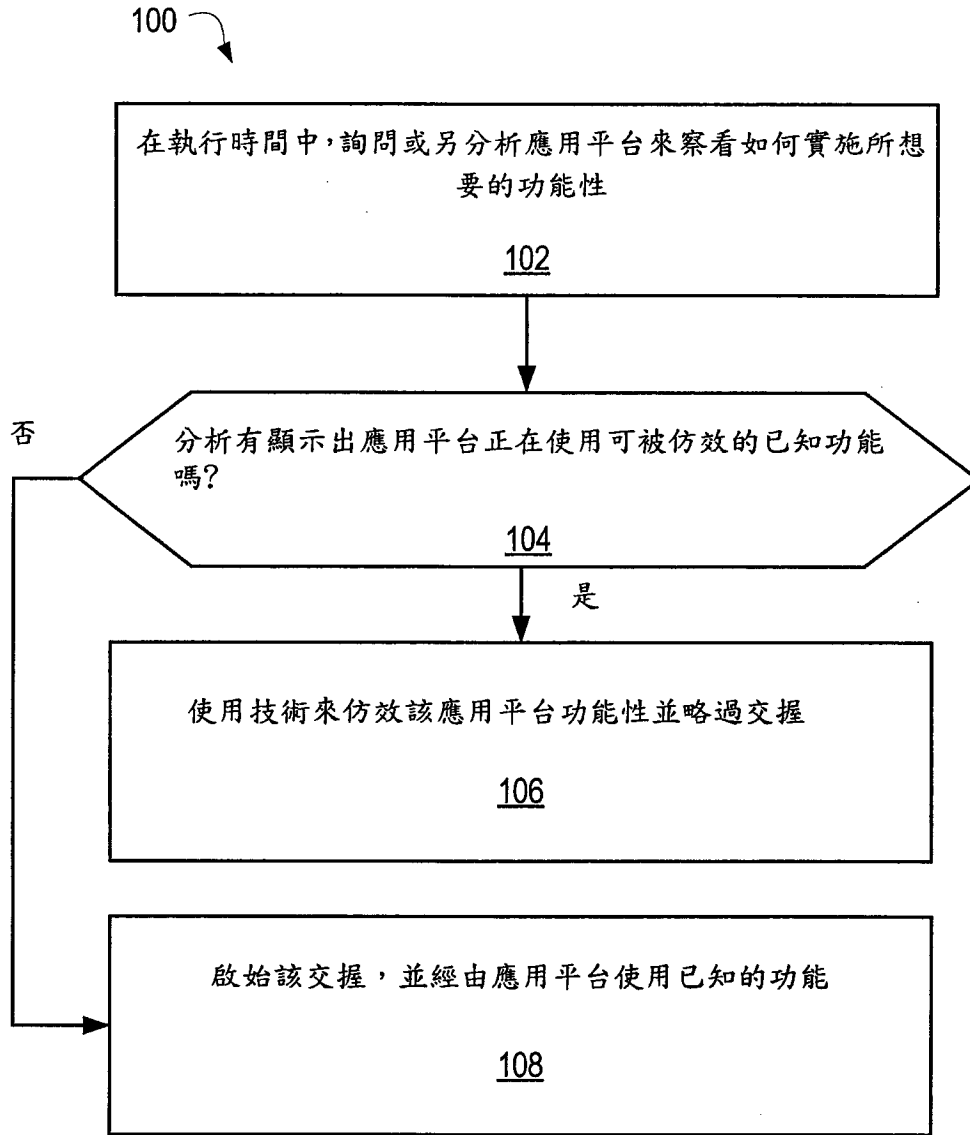 100
在執行時間中,詢問或另分析應用平台來察看如何實施所想
要的功能性
102
否
分析有顯示出應用平台正在使用可被仿效的已知功能
嗎?
104
是
使用技術來仿效該應用平台功能性並略過交握
106
啟始該交握,並經由應用平台使用已知的功能
108